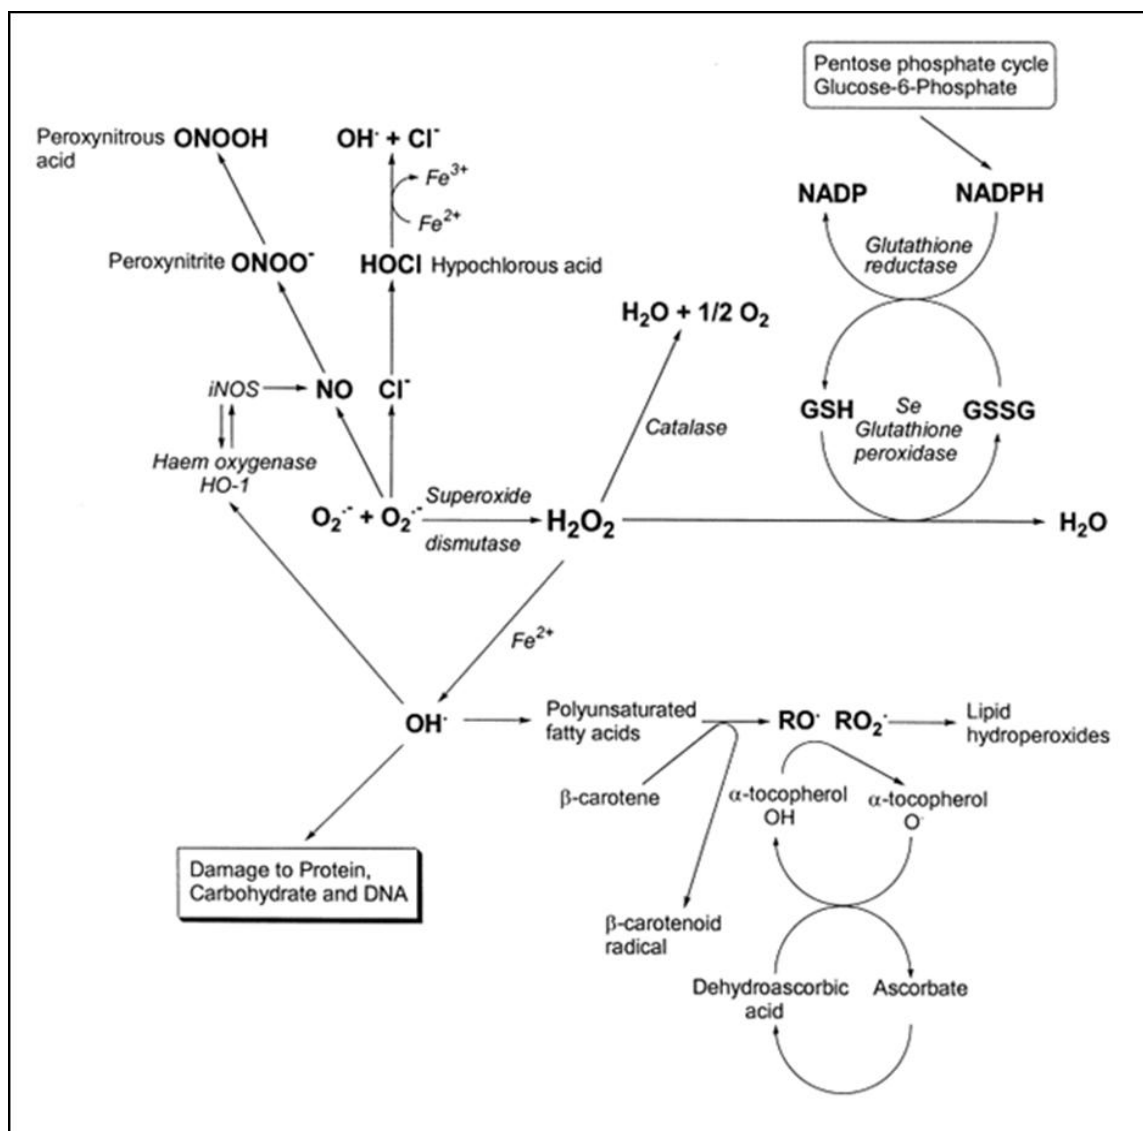 Pentose phosphate cycle
Glucose-6-Phosphate
Peroxynitrous ONOOH
acid
OH· + Cl⁻
Fe³⁺
Fe²⁺
NADP
NADPH
Glutathione
reductase
Peroxynitrite ONOO⁻
HOCl Hypochlorous acid
H₂O + 1/2 O₂
iNOS
NO
Cl⁻
GSH
Se
Glutathione
peroxidase
GSSG
Catalase
Haem oxygenase
HO-1
O₂·⁻ + O₂·⁻
Superoxide
dismutase
H₂O₂
H₂O
Fe²⁺
OH·
Polyunsaturated
fatty acids
RO· RO₂·
Lipid
hydroperoxides
β-carotene
α-tocopherol
OH
α-tocopherol
O·
Damage to Protein,
Carbohydrate and DNA
β-carotenoid
radical
Dehydroascorbic
acid
Ascorbate